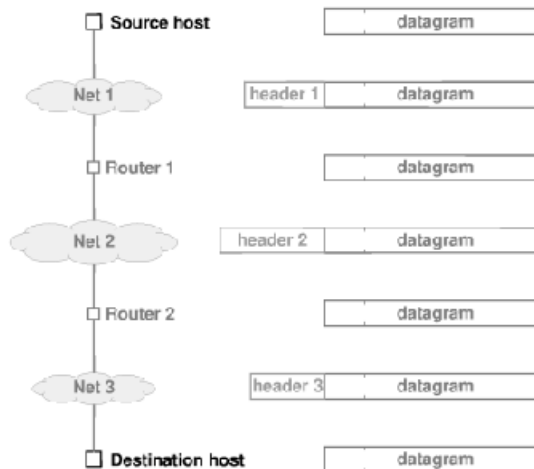 Source host datagram
Net 1 header 1 datagram
Router 1 datagram
Net 2 header 2 datagram
Router 2 datagram
Net 3 header 3 datagram
Destination host datagram